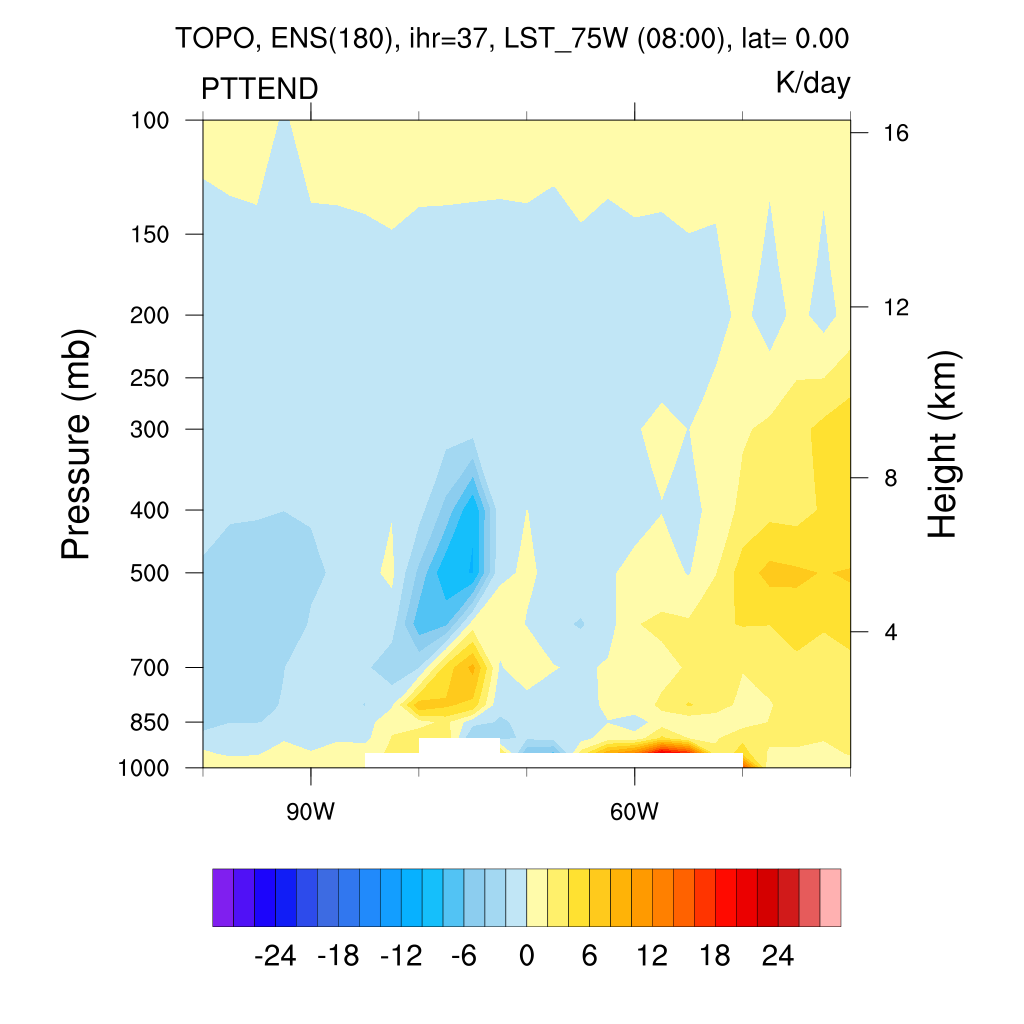 TOPO, ENS(180), ihr=37, LST_75W (08:00), lat= 0.00
PTTEND K/day
100
150
200
250
300
400
500
700
850
1000
Pressure (mb)
16
12
8
4
Height (km)
90W 60W
-24 -18 -12 -6 0 6 12 18 24